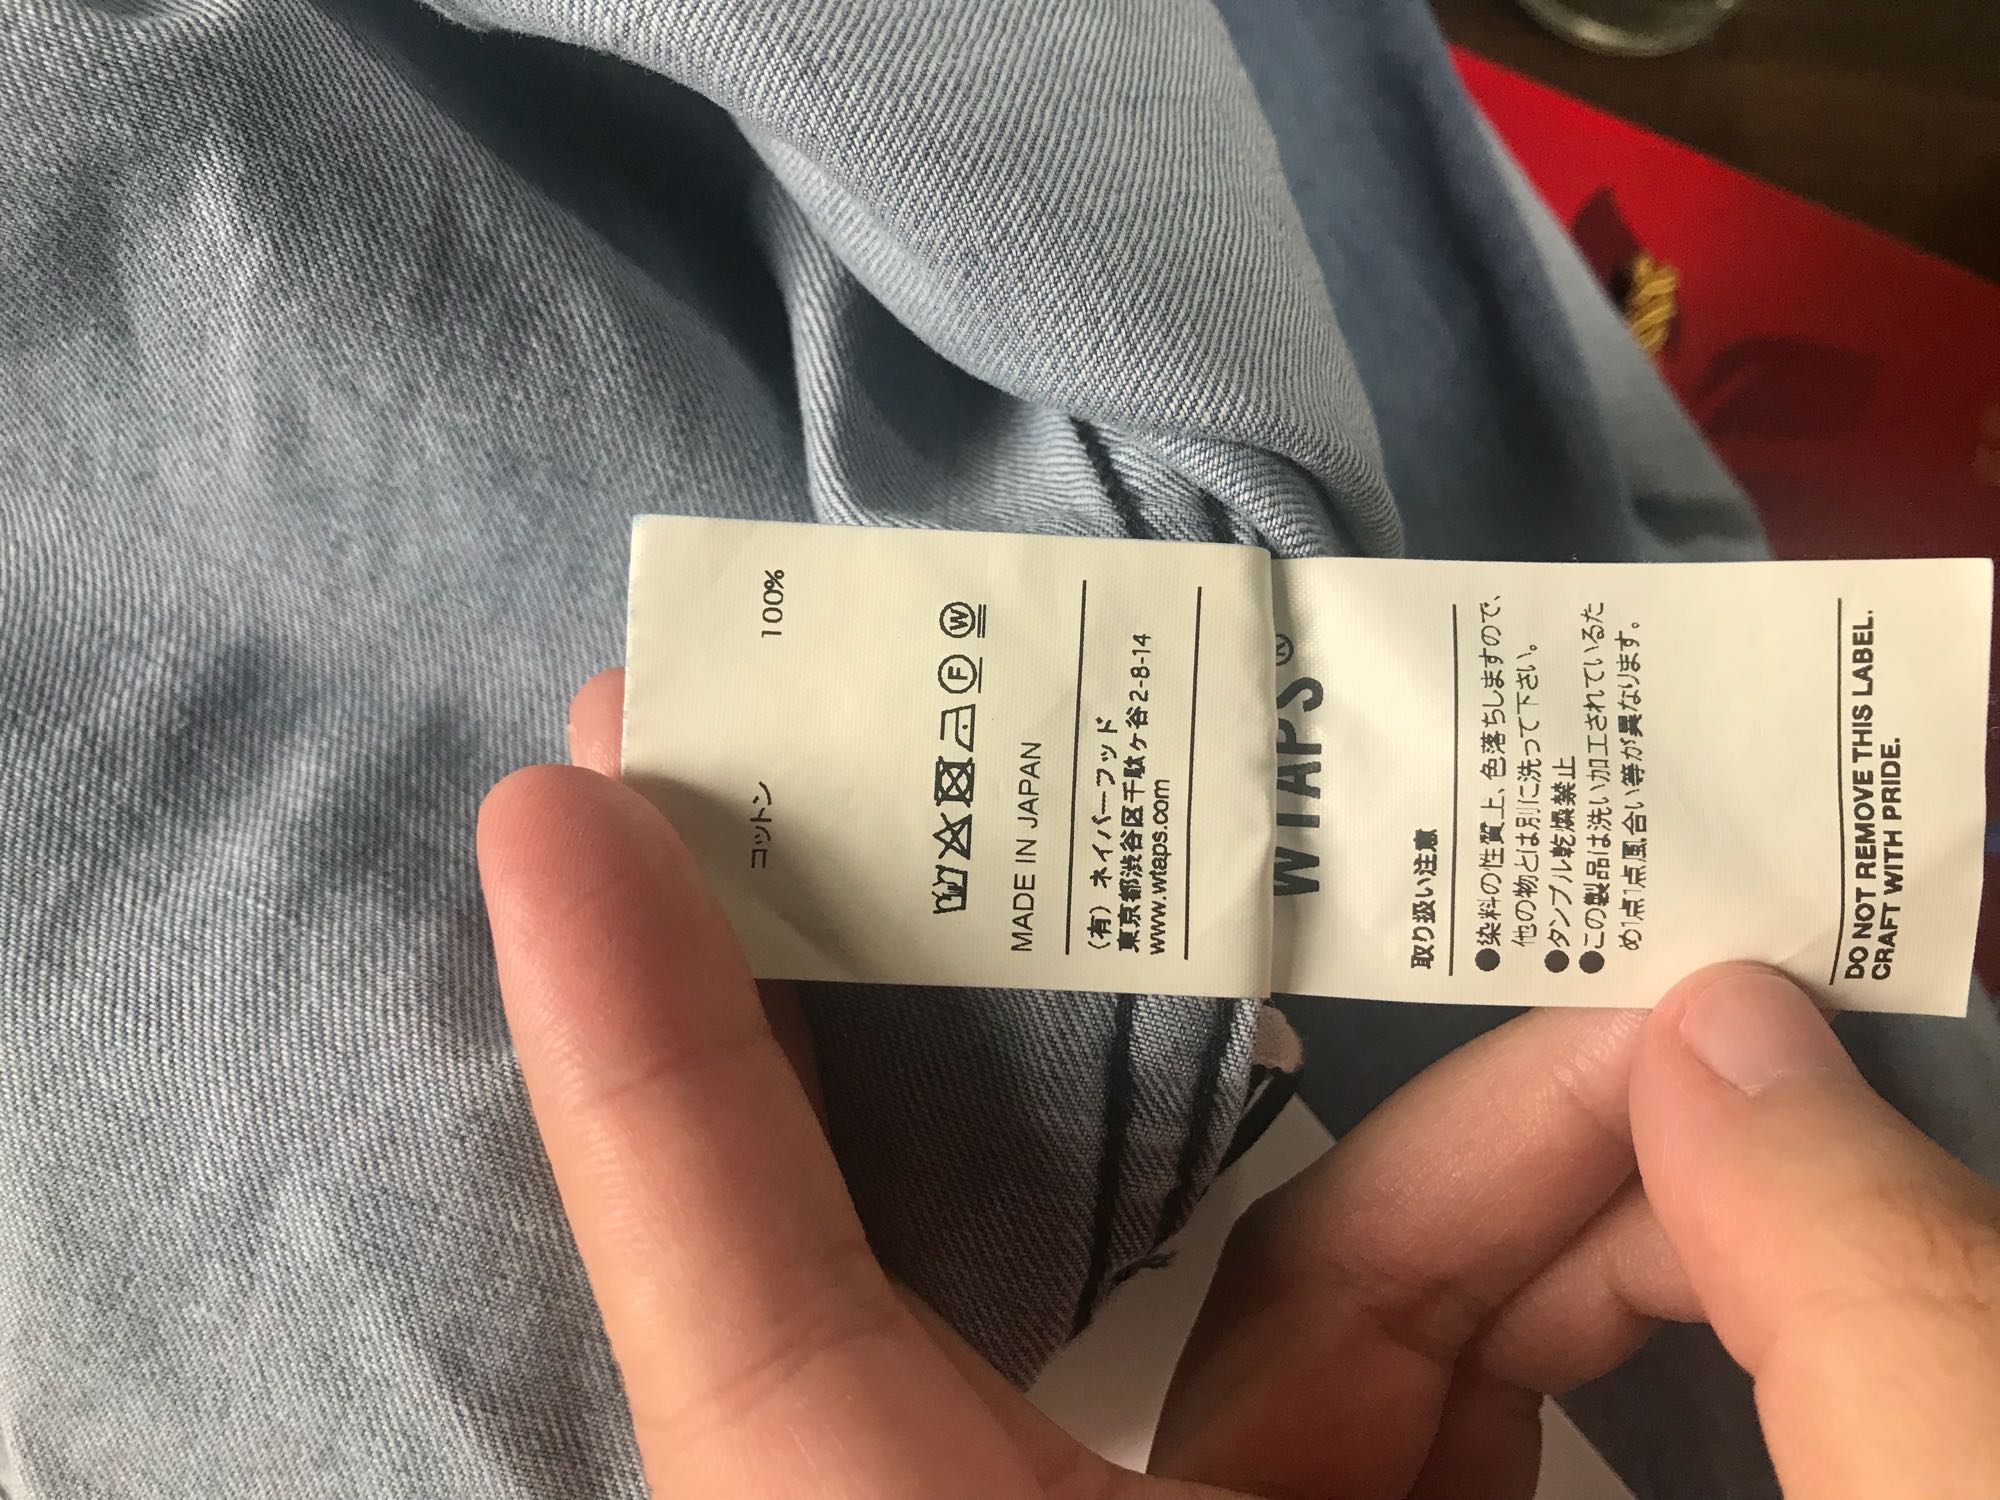 コットン 100%
F W
MADE IN JAPAN
（有）ネイバーフッド
東京都渋谷区千駄ヶ谷2-8-14
www.wtaps.com
WTAPS®
取り扱い注意
●染料の性質上、色落ちしますので、
他の物とは別に洗って下さい。
●タンブル乾燥禁止
●この製品は洗い加工されているた
め1点1点風合い等が異なります。
DO NOT REMOVE THIS LABEL.
CRAFT WITH PRIDE.